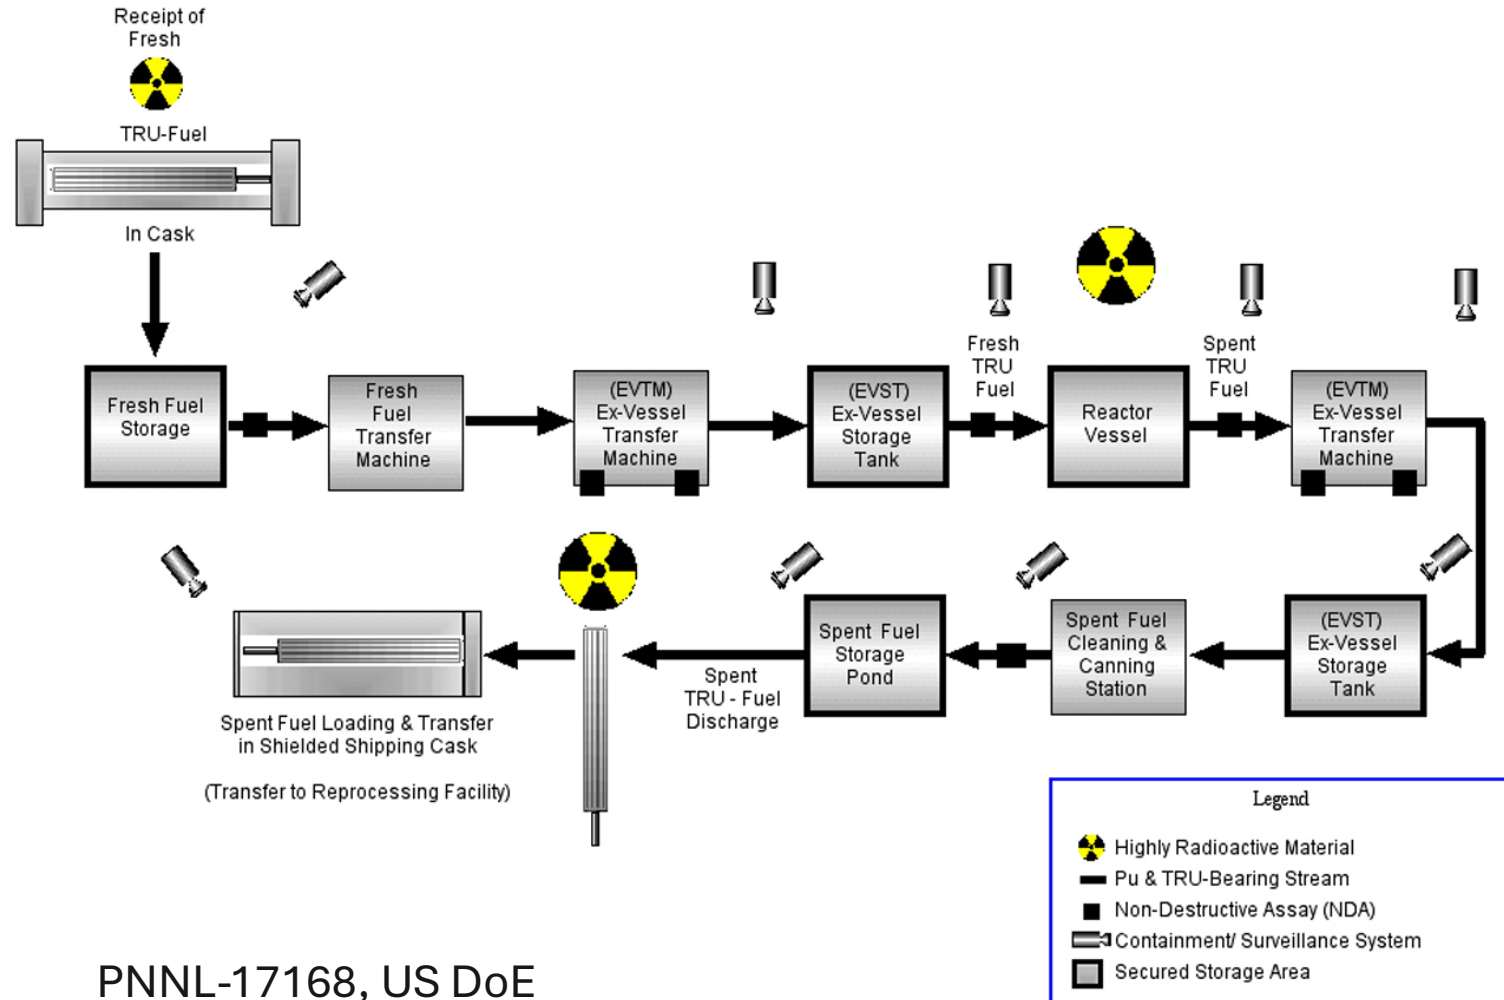 Receipt of
Fresh
TRU-Fuel
In Cask
Fresh Fuel
Storage
Fresh
Fuel
Transfer
Machine
(EVTM)
Ex-Vessel
Transfer
Machine
(EVST)
Ex-Vessel
Storage
Tank
Fresh
TRU
Fuel
Reactor
Vessel
Spent
TRU
Fuel
(EVTM)
Ex-Vessel
Transfer
Machine
(EVST)
Ex-Vessel
Storage
Tank
Spent Fuel
Cleaning &
Canning
Station
Spent Fuel
Storage
Pond
Spent
TRU - Fuel
Discharge
Spent Fuel Loading & Transfer
in Shielded Shipping Cask
(Transfer to Reprocessing Facility)
Legend
Highly Radioactive Material
Pu & TRU-Bearing Stream
Non-Destructive Assay (NDA)
Containment/ Surveillance System
Secured Storage Area
PNNL-17168, US DoE